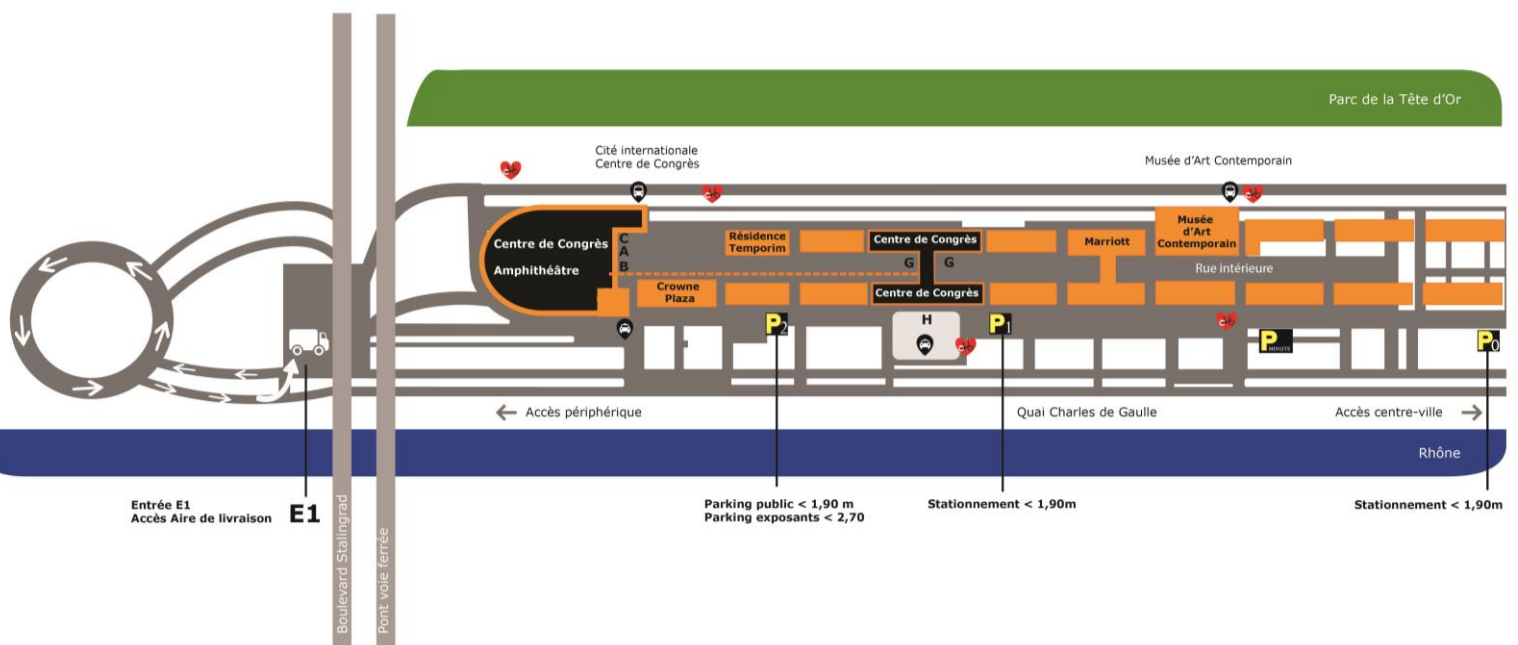 Parc de la Tête d'Or
Cité internationale
Centre de Congrès
Musée d'Art Contemporain
Centre de Congrès
Amphithéâtre
C
A
B
Résidence
Temporim
Crowne
Plaza
Centre de Congrès
G G
Centre de Congrès
Marriott
Musée
d'Art
Contemporain
Rue intérieure
P2
H
P1
P
MINUTE
P0
← Accès périphérique
Quai Charles de Gaulle
Accès centre-ville →
Rhône
Entrée E1
Accès Aire de livraison
E1
Boulevard Stalingrad
Pont voie ferrée
Parking public < 1,90 m
Parking exposants < 2,70
Stationnement < 1,90m
Stationnement < 1,90m